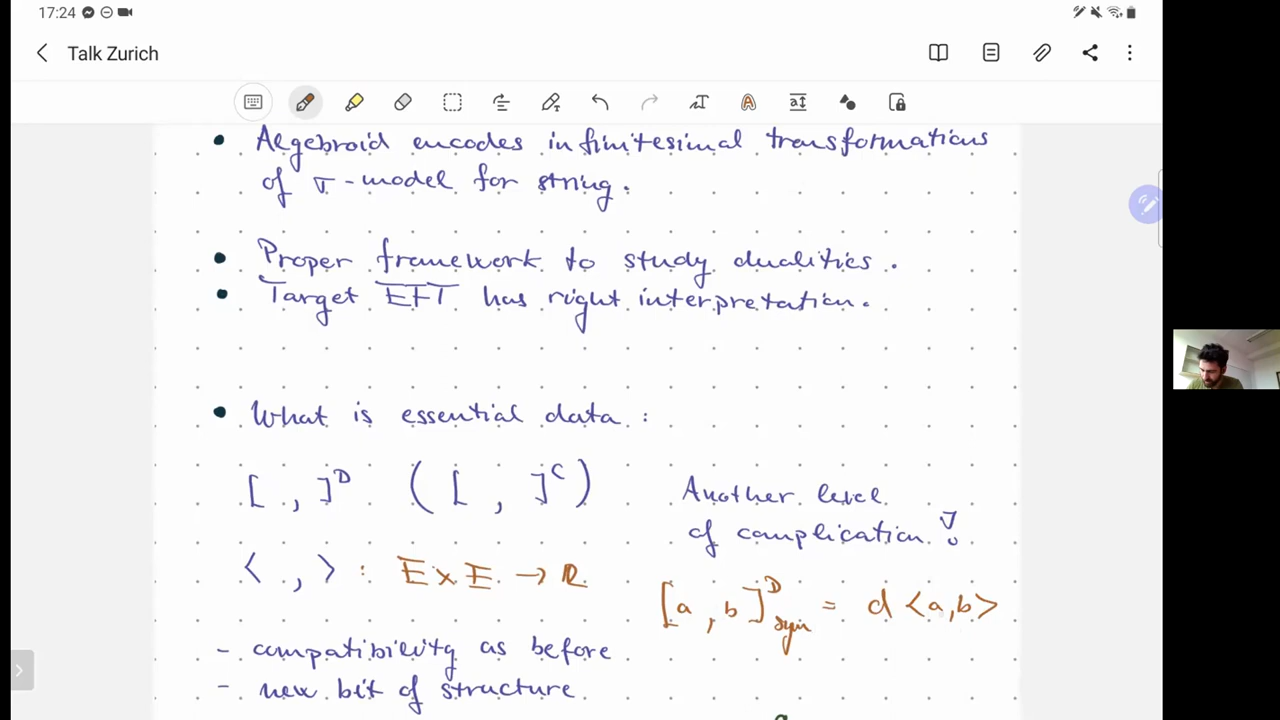 17:24
Talk Zurich
• Algebroid encodes infinitesimal transformations
of σ-model for string.
• Proper framework to study dualities.
• Target EFT has right interpretation.
• What is essential data:
[ , ]ᴰ ( [ , ]ᶜ )
Another level
of complication!
< , > : E × E → ℝ
[a, b]ᴰ_sym = d <a,b>
- compatibility as before
- new bit of structure